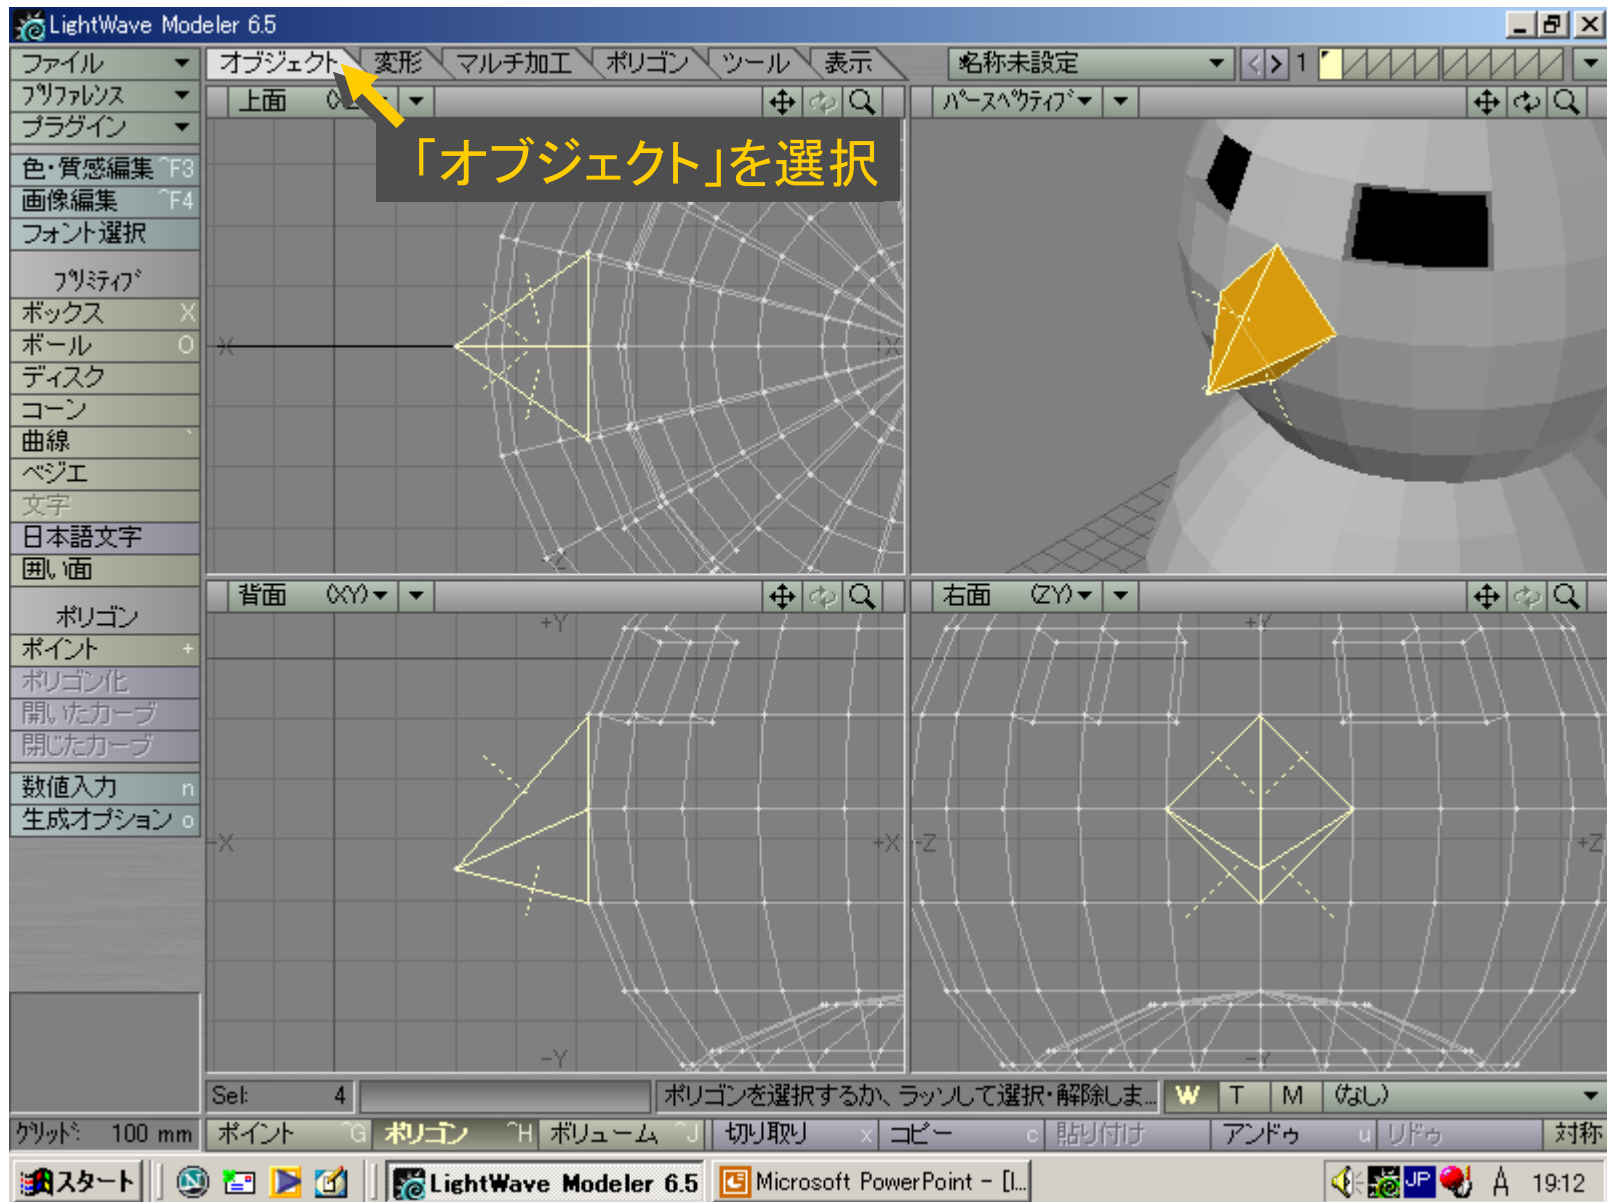 LightWave Modeler 6.5
ファイル
プリファレンス
プラグイン
色・質感編集 ^F3
画像編集 ^F4
フォント選択
プリミティブ
ボックス X
ボール O
ディスク
コーン
曲線 `
ベジエ
文字
日本語文字
囲い面
ポリゴン
ポイント +
ポリゴン化
開いたカーブ
閉じたカーブ
数値入力 n
生成オプション o
オブジェクト 変形 マルチ加工 ポリゴン ツール 表示 名称未設定 < > 1
上面 パースペクティブ
「オブジェクト」を選択
-X +X
-Z
背面 (XY) 右面 (ZY)
+Y +Y
-X +X -Z +Z
-Y -Y
Sel: 4 ポリゴンを選択するか、ラッソして選択・解除しま... W T M (なし)
グリッド: 100 mm ポイント ^G ポリゴン ^H ボリューム ^J 切り取り x コピー c 貼り付け アンドゥ u リドゥ 対称
スタート LightWave Modeler 6.5 Microsoft PowerPoint - [l... JP A 19:12